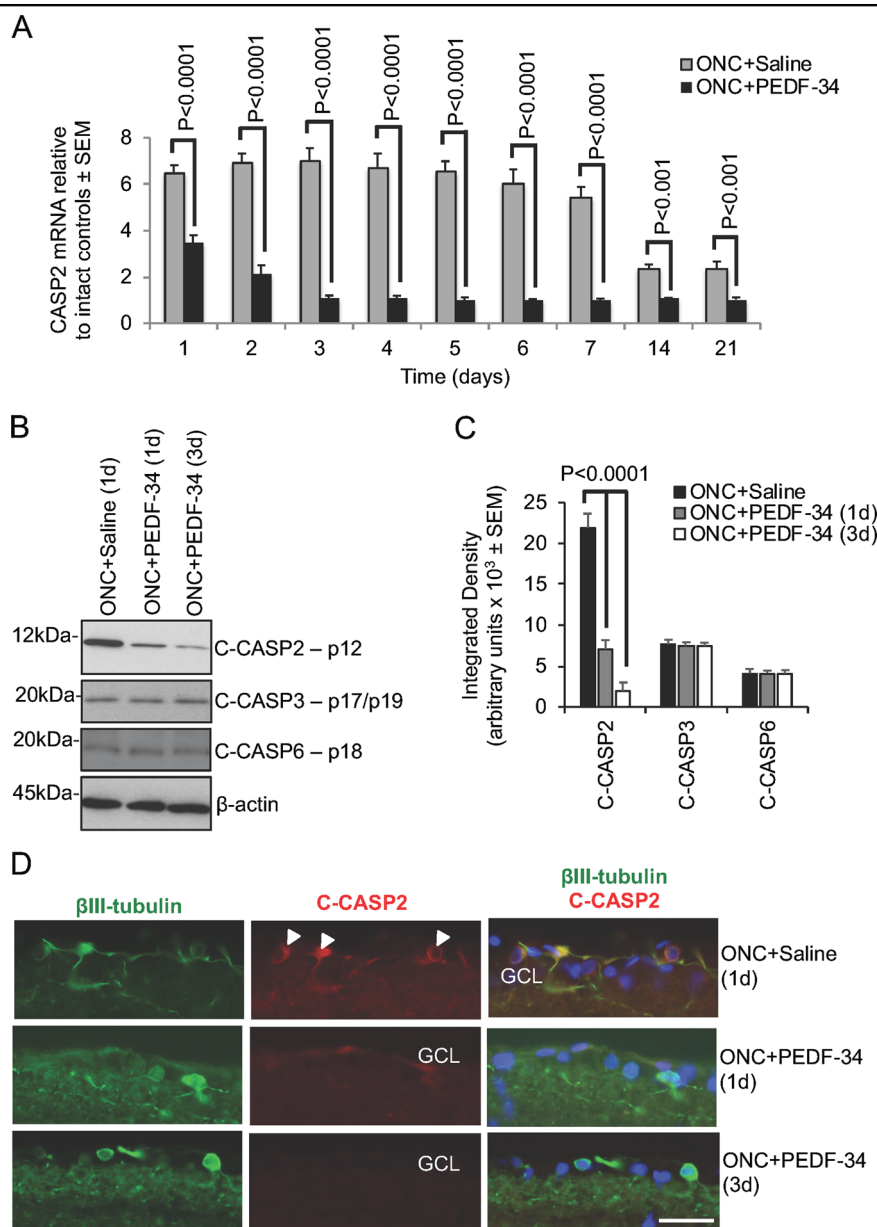 A
ONC+Saline
ONC+PEDF-34
P<0.0001
P<0.0001
P<0.0001
P<0.0001
P<0.0001
P<0.0001
P<0.0001
P<0.001
P<0.001
CASP2 mRNA relative
to intact controls ± SEM
8
6
4
2
0
1 2 3 4 5 6 7 14 21
Time (days)
B
ONC+Saline (1d)
ONC+PEDF-34 (1d)
ONC+PEDF-34 (3d)
12kDa- C-CASP2 – p12
20kDa- C-CASP3 – p17/p19
20kDa- C-CASP6 – p18
45kDa- β-actin
C
P<0.0001
ONC+Saline
ONC+PEDF-34 (1d)
ONC+PEDF-34 (3d)
Integrated Density
(arbitrary units x 10³ ± SEM)
25
20
15
10
5
0
C-CASP2
C-CASP3
C-CASP6
D
βIII-tubulin
C-CASP2
βIII-tubulin
C-CASP2
GCL
ONC+Saline
(1d)
GCL
ONC+PEDF-34
(1d)
GCL
ONC+PEDF-34
(3d)